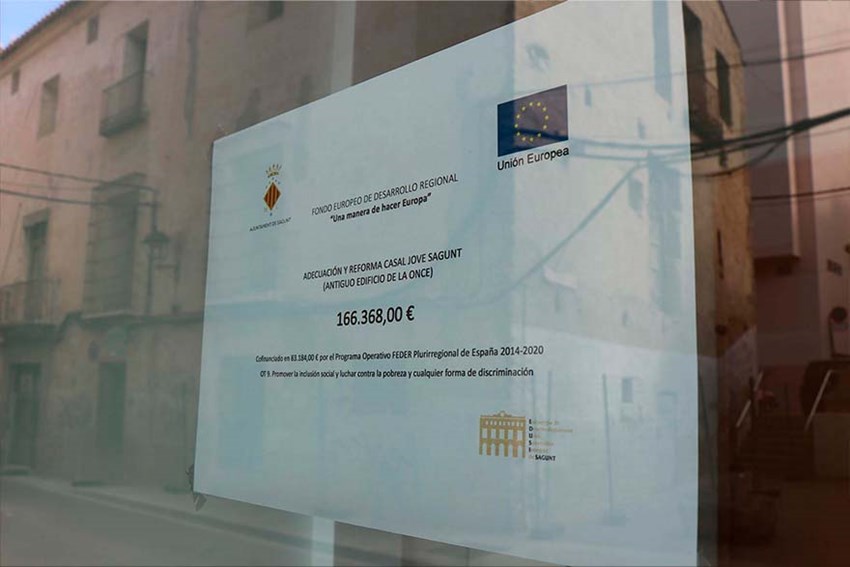 AJUNTAMENT DE SAGUNT
Unión Europea
FONDO EUROPEO DE DESARROLLO REGIONAL
"Una manera de hacer Europa"
ADECUACIÓN Y REFORMA CASAL JOVE SAGUNT
(ANTIGUO EDIFICIO DE LA ONCE)
166.368,00 €
Cofinanciado en 83.184,00 € por el Programa Operativo FEDER Plurirregional de España 2014-2020
OT 9. Promover la inclusión social y luchar contra la pobreza y cualquier forma de discriminación
de SAGUNT